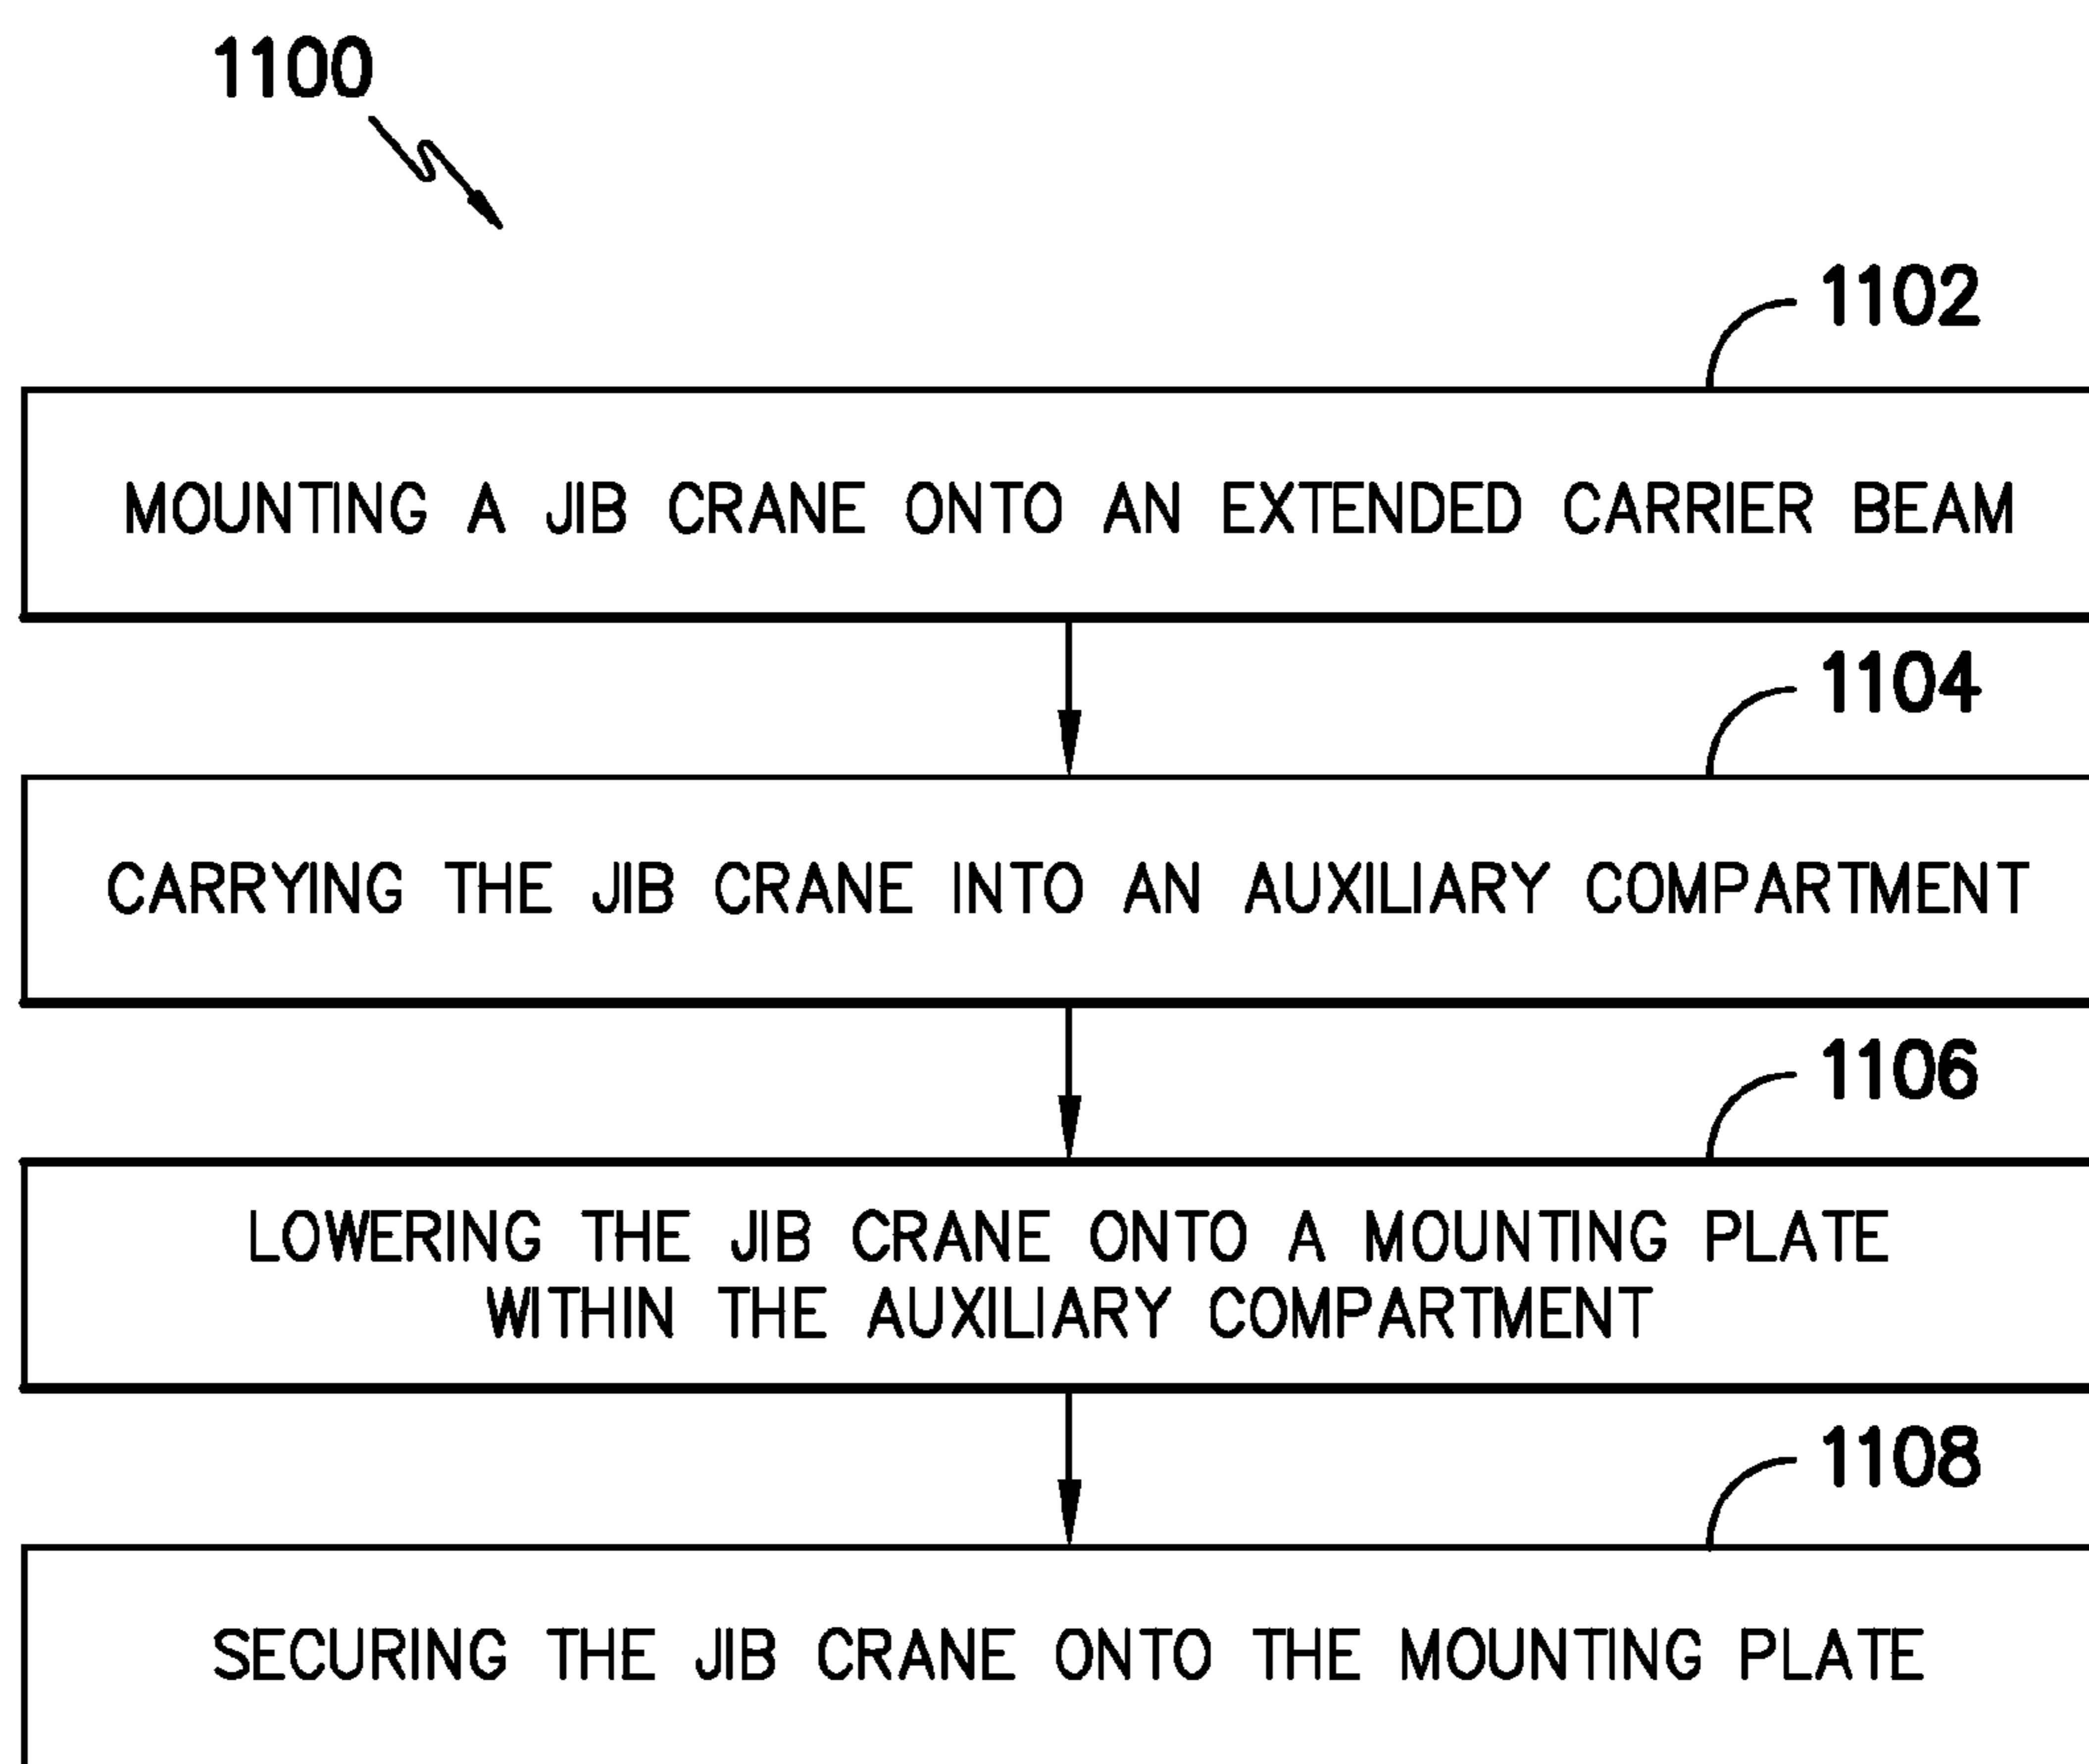 1100
1102
MOUNTING A JIB CRANE ONTO AN EXTENDED CARRIER BEAM
1104
CARRYING THE JIB CRANE INTO AN AUXILIARY COMPARTMENT
1106
LOWERING THE JIB CRANE ONTO A MOUNTING PLATE
WITHIN THE AUXILIARY COMPARTMENT
1108
SECURING THE JIB CRANE ONTO THE MOUNTING PLATE